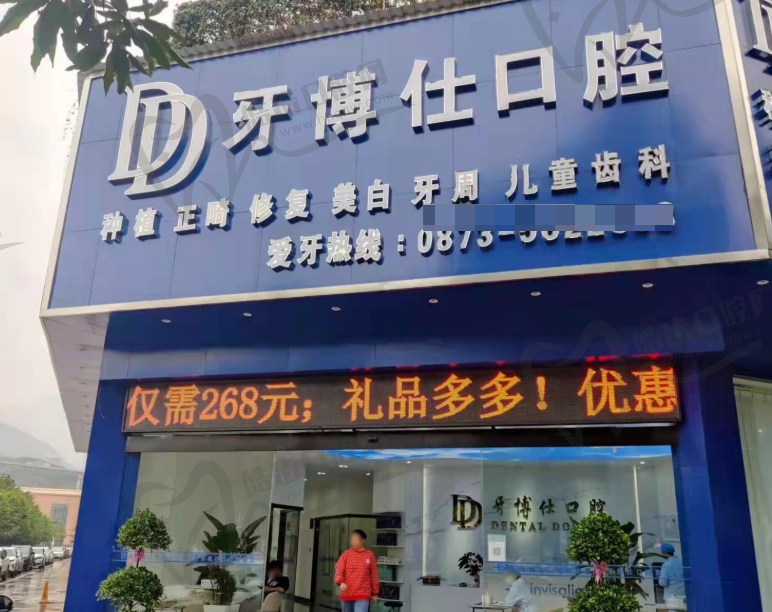 DD 牙博仕口腔
种植 正畸 修复 美白 牙周 儿童齿科
爱牙热线：0873-
仅需268元；礼品多多！优惠
DD 牙博仕口腔
DENTAL
invisalign